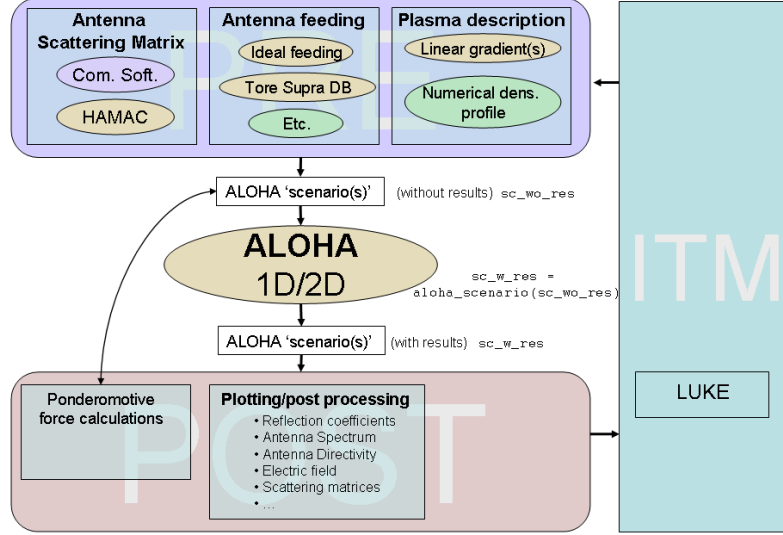 Antenna
Scattering Matrix
Com. Soft.
HAMAC
Antenna feeding
Ideal feeding
Tore Supra DB
Etc.
Plasma description
Linear gradient(s)
Numerical dens.
profile
PRE
ALOHA 'scenario(s)'
(without results) sc_wo_res
ALOHA
1D/2D
sc_w_res =
aloha_scenario(sc_wo_res)
ALOHA 'scenario(s)'
(with results) sc_w_res
Ponderomotive
force calculations
Plotting/post processing
• Reflection coefficients
• Antenna Spectrum
• Antenna Directivity
• Electric field
• Scattering matrices
• ...
POST
ITM
LUKE